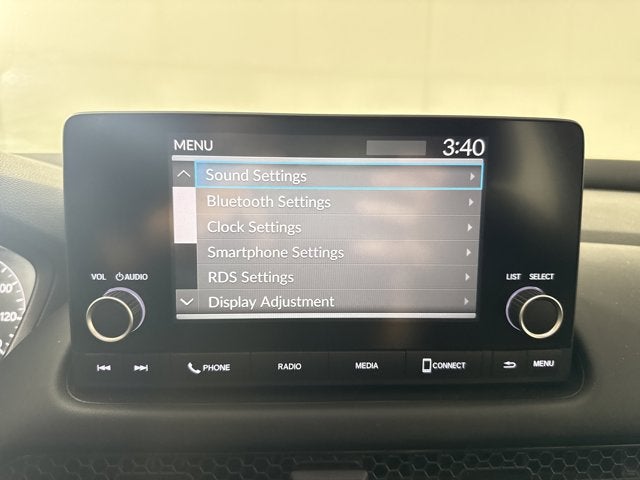 MENU 3:40
Sound Settings
Bluetooth Settings
Clock Settings
Smartphone Settings
RDS Settings
Display Adjustment
VOL AUDIO
LIST SELECT
PHONE RADIO MEDIA CONNECT MENU
120